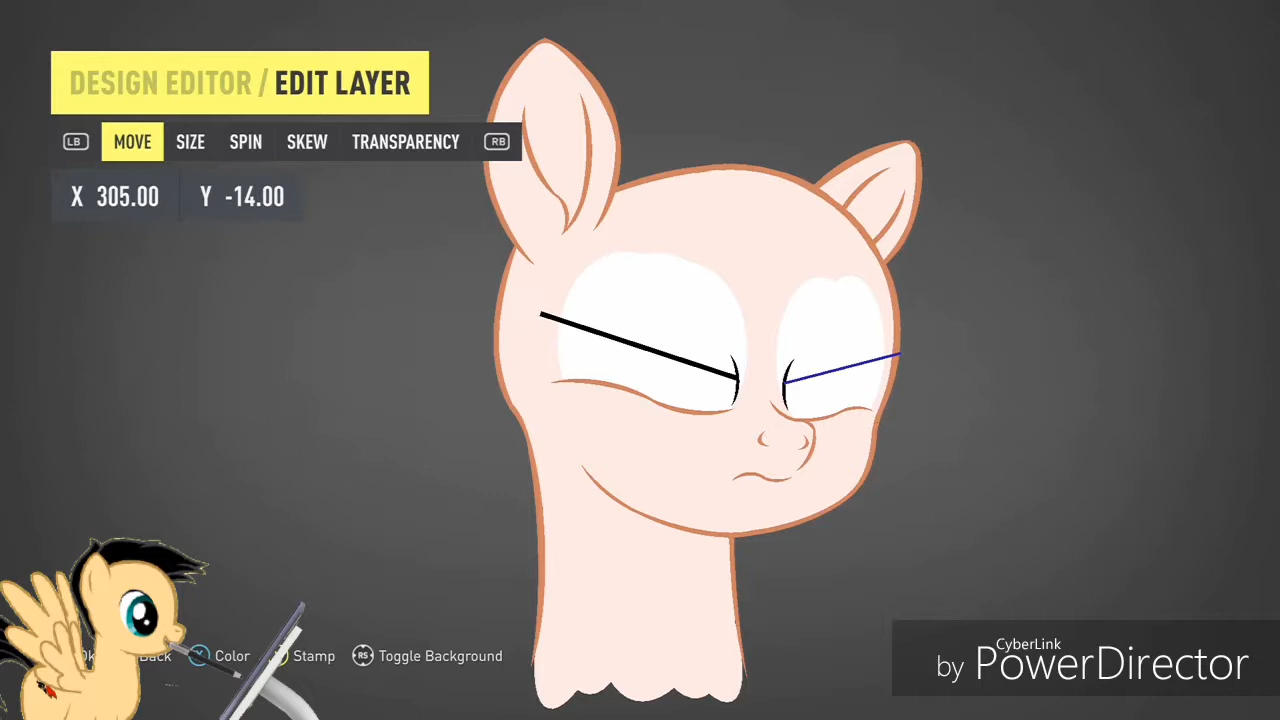 DESIGN EDITOR / EDIT LAYER
LB MOVE SIZE SPIN SKEW TRANSPARENCY RB
X 305.00 Y -14.00
Back Y Color Stamp RS Toggle Background
CyberLink
by PowerDirector